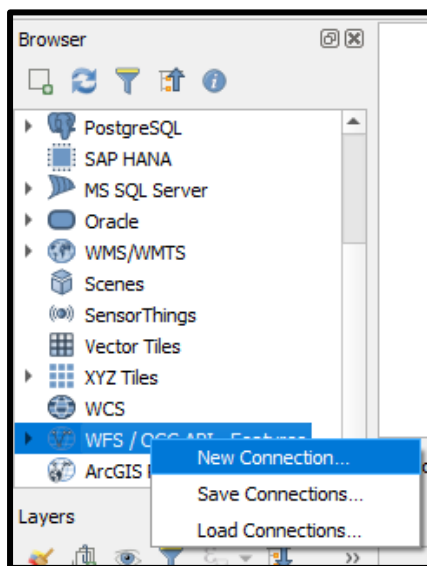 Browser
PostgreSQL
SAP HANA
MS SQL Server
Oracle
WMS/WMTS
Scenes
SensorThings
Vector Tiles
XYZ Tiles
WCS
WFS / OGC API - Features
New Connection...
ArcGIS
Save Connections...
Layers
Load Connections...